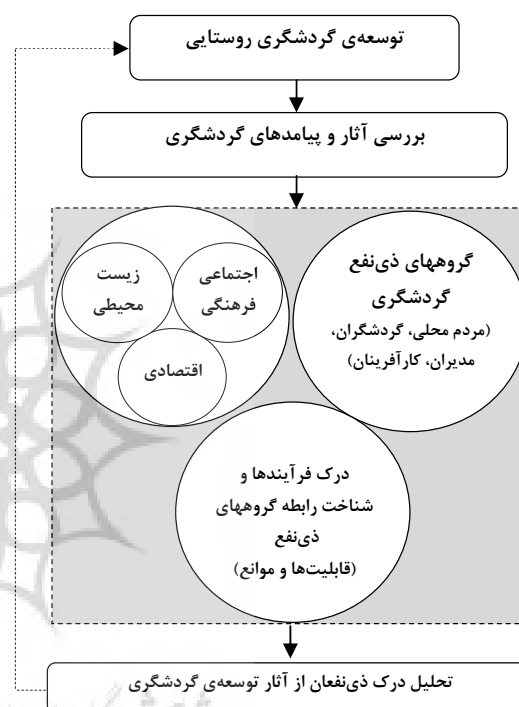 توسعه‌ی گردشگری روستایی
بررسی آثار و پیامدهای گردشگری
گروههای ذی‌نفع
گردشگری
(مردم محلی، گردشگران،
مدیران، کارآفرینان)
اجتماعی
فرهنگی
زیست
محیطی
اقتصادی
درک فرآیندها و
شناخت رابطه گروههای
ذی‌نفع
(قابلیت‌ها و موانع)
تحلیل درک ذی‌نفعان از آثار توسعه‌ی گردشگری